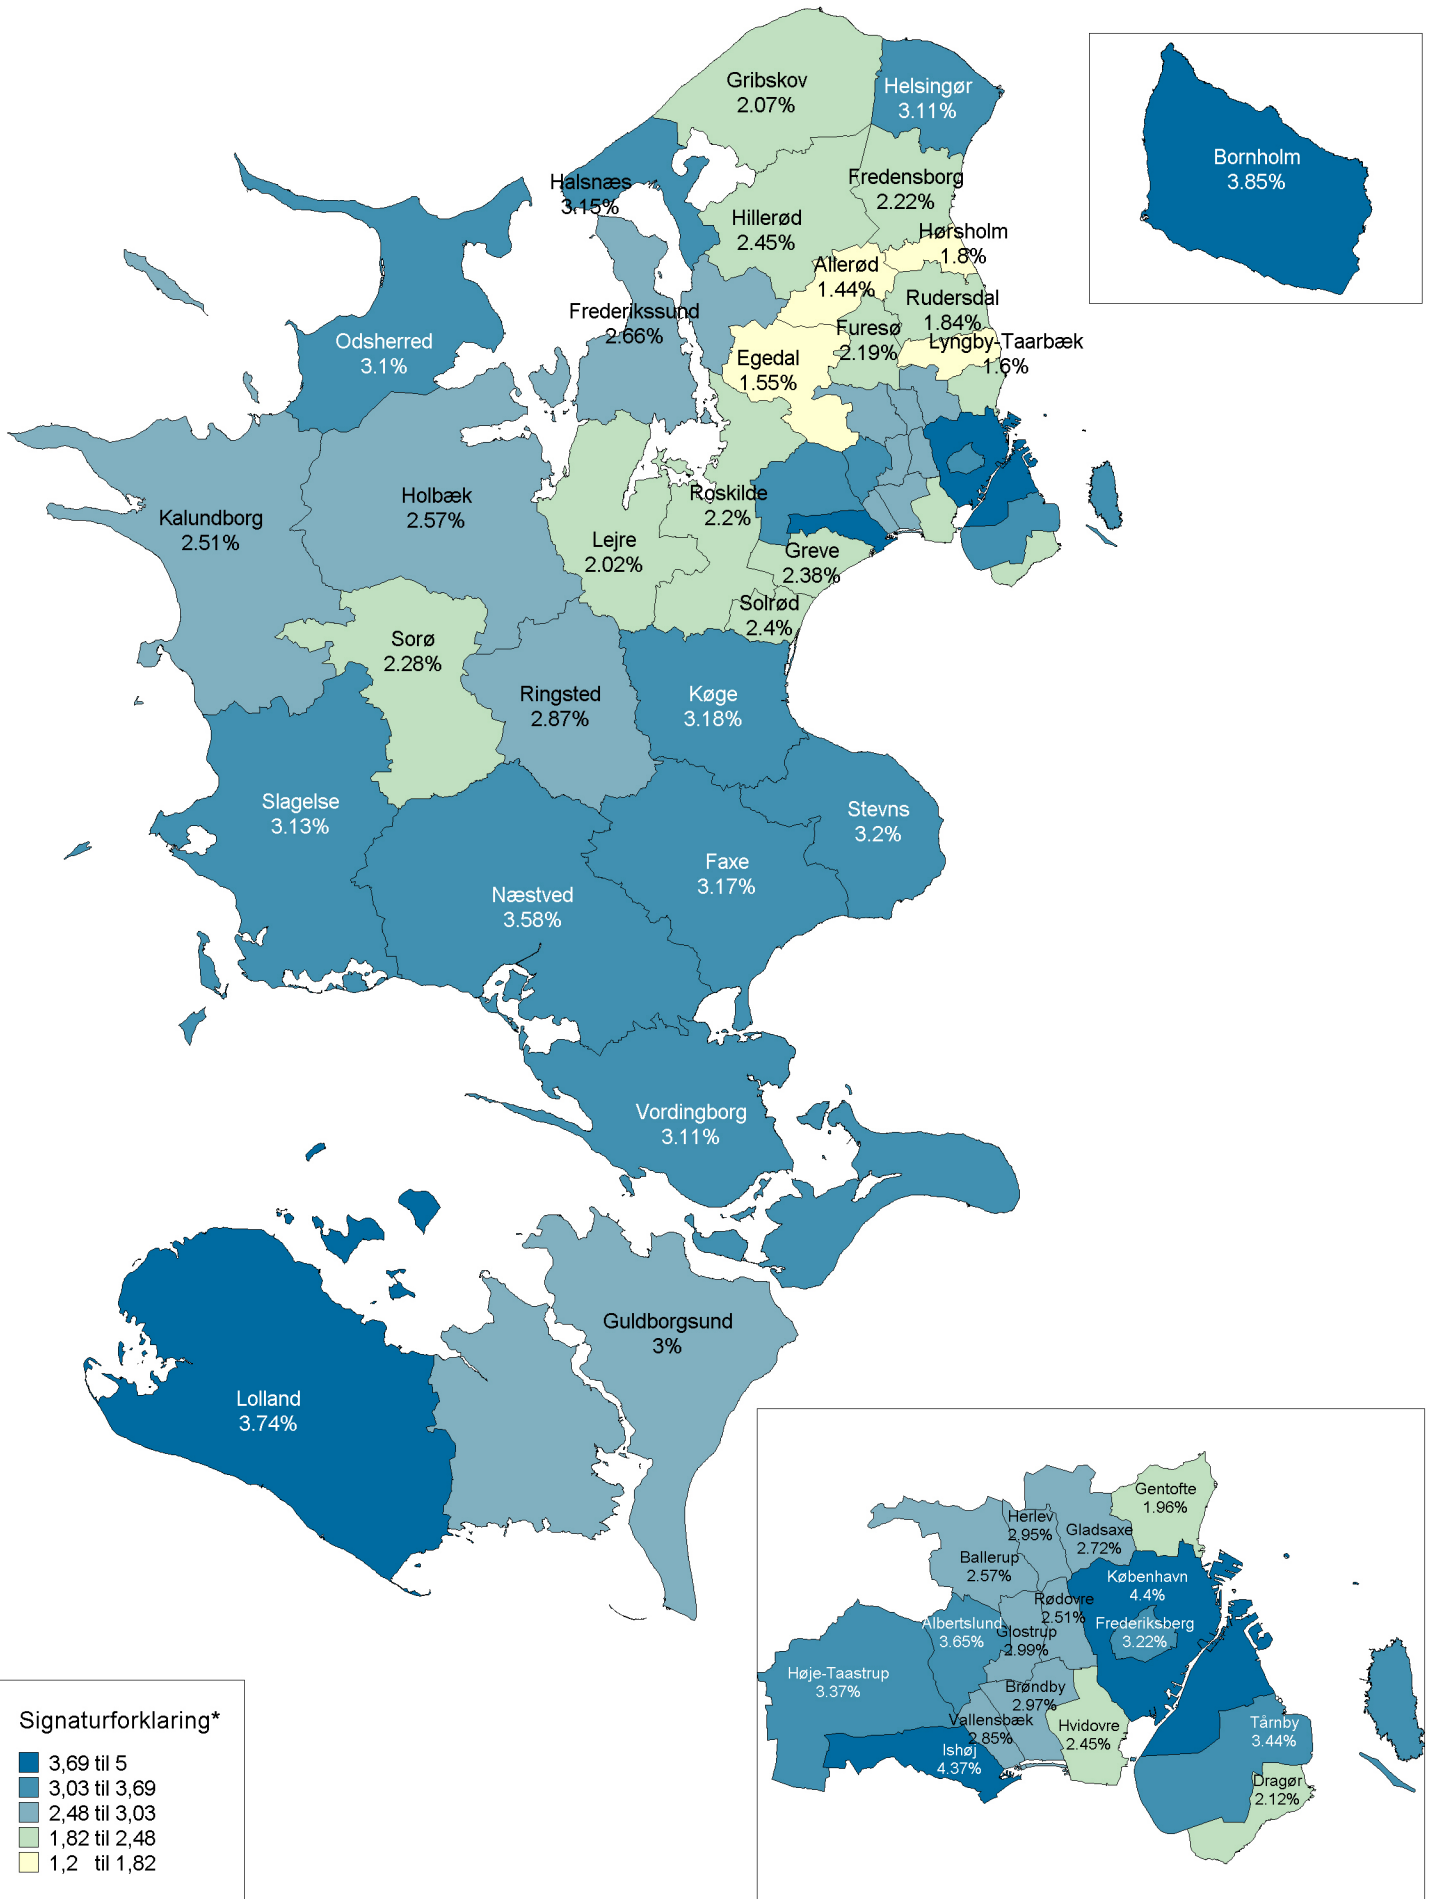 Gribskov
2.07%
Helsingør
3.11%
Bornholm
3.85%
Halsnæs
3.15%
Fredensborg
2.22%
Hillerød
2.45%
Hørsholm
1.8%
Allerød
1.44%
Rudersdal
1.84%
Frederikssund
2.66%
Furesø
2.19%
Lyngby-Taarbæk
1.6%
Odsherred
3.1%
Egedal
1.55%
Kalundborg
2.51%
Holbæk
2.57%
Roskilde
2.2%
Lejre
2.02%
Greve
2.38%
Solrød
2.4%
Sorø
2.28%
Ringsted
2.87%
Køge
3.18%
Slagelse
3.13%
Stevns
3.2%
Faxe
3.17%
Næstved
3.58%
Vordingborg
3.11%
Guldborgsund
3%
Lolland
3.74%
Gentofte
1.96%
Herlev
2.95%
Gladsaxe
2.72%
Ballerup
2.57%
København
4.4%
Rødovre
2.51%
Albertslund
3.65%
Frederiksberg
3.22%
Glostrup
2.99%
Høje-Taastrup
3.37%
Brøndby
2.97%
Vallensbæk
2.85%
Hvidovre
2.45%
Tårnby
3.44%
Ishøj
4.37%
Dragør
2.12%
Signaturforklaring*
3,69 til 5
3,03 til 3,69
2,48 til 3,03
1,82 til 2,48
1,2 til 1,82